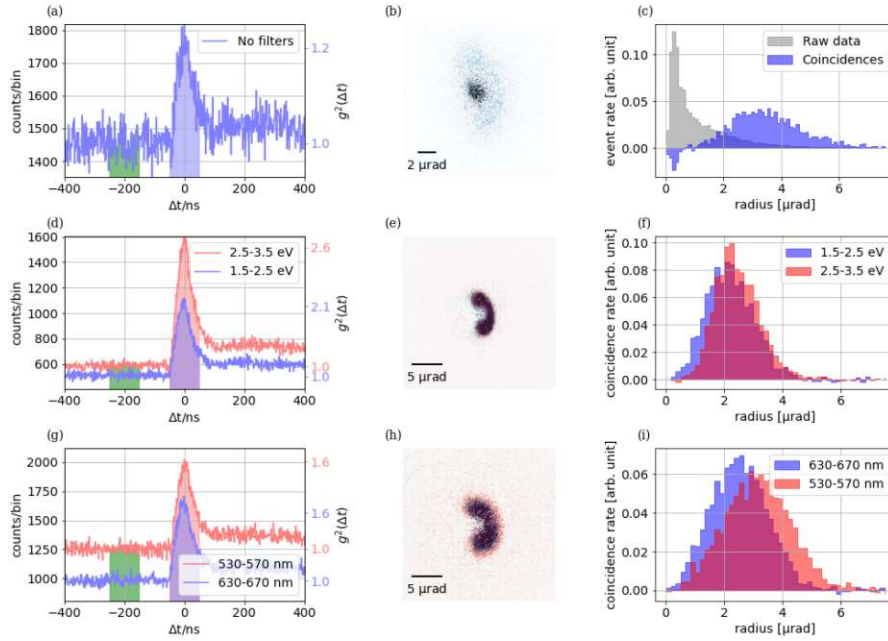 (a)
1800
1700
1600
1500
1400
counts/bin
No filters
1.2
1.0
g²(Δt)
−400 −200 0 200 400
Δt/ns
(b)
2 μrad
(c)
event rate [arb. unit]
0.10
0.05
0.00
Raw data
Coincidences
0 2 4 6
radius [μrad]
(d)
1600
1400
1200
1000
800
600
counts/bin
2.5-3.5 eV
1.5-2.5 eV
2.6
2.1
1.0
1.0
g²(Δt)
−400 −200 0 200 400
Δt/ns
(e)
5 μrad
(f)
coincidence rate [arb. unit]
0.10
0.08
0.06
0.04
0.02
0.00
1.5-2.5 eV
2.5-3.5 eV
0 2 4 6
radius [μrad]
(g)
2000
1750
1500
1250
1000
counts/bin
530-570 nm
630-670 nm
1.6
1.6
1.0
1.0
g²(Δt)
−400 −200 0 200 400
Δt/ns
(h)
5 μrad
(i)
coincidence rate [arb. unit]
0.06
0.04
0.02
0.00
630-670 nm
530-570 nm
0 2 4 6
radius [μrad]